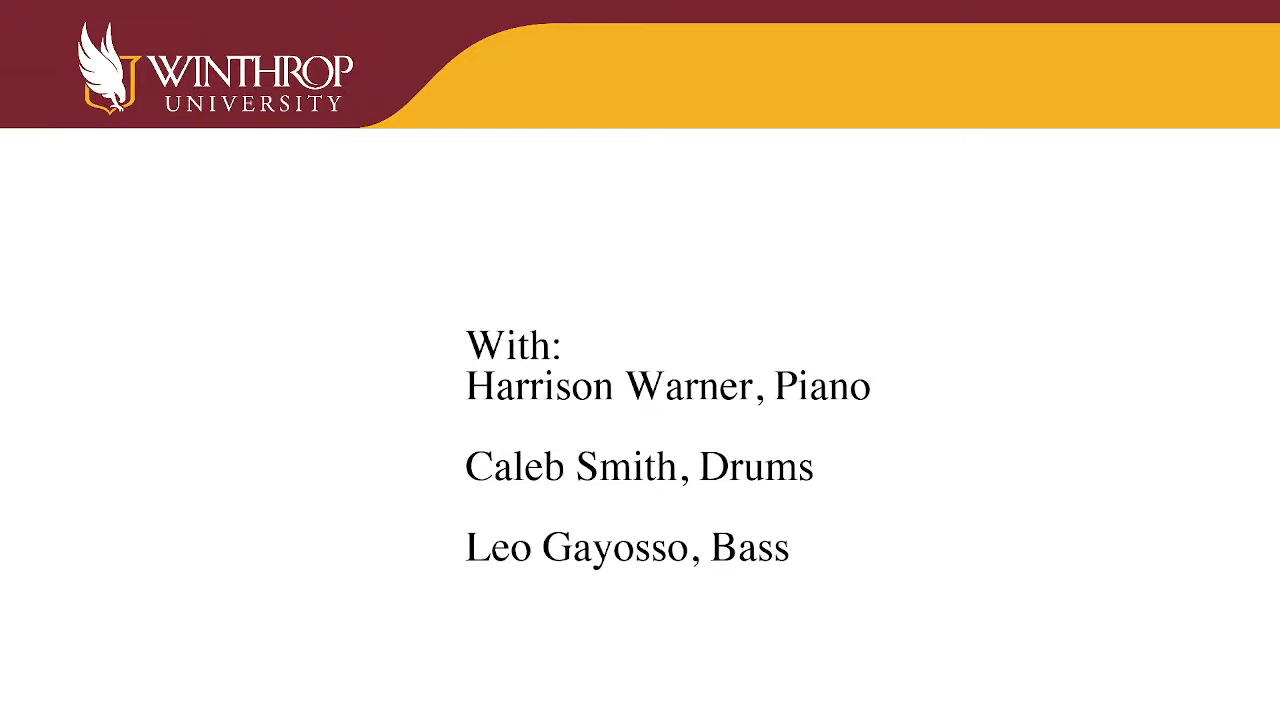 WINTHROP
UNIVERSITY
With:
Harrison Warner, Piano
Caleb Smith, Drums
Leo Gayosso, Bass